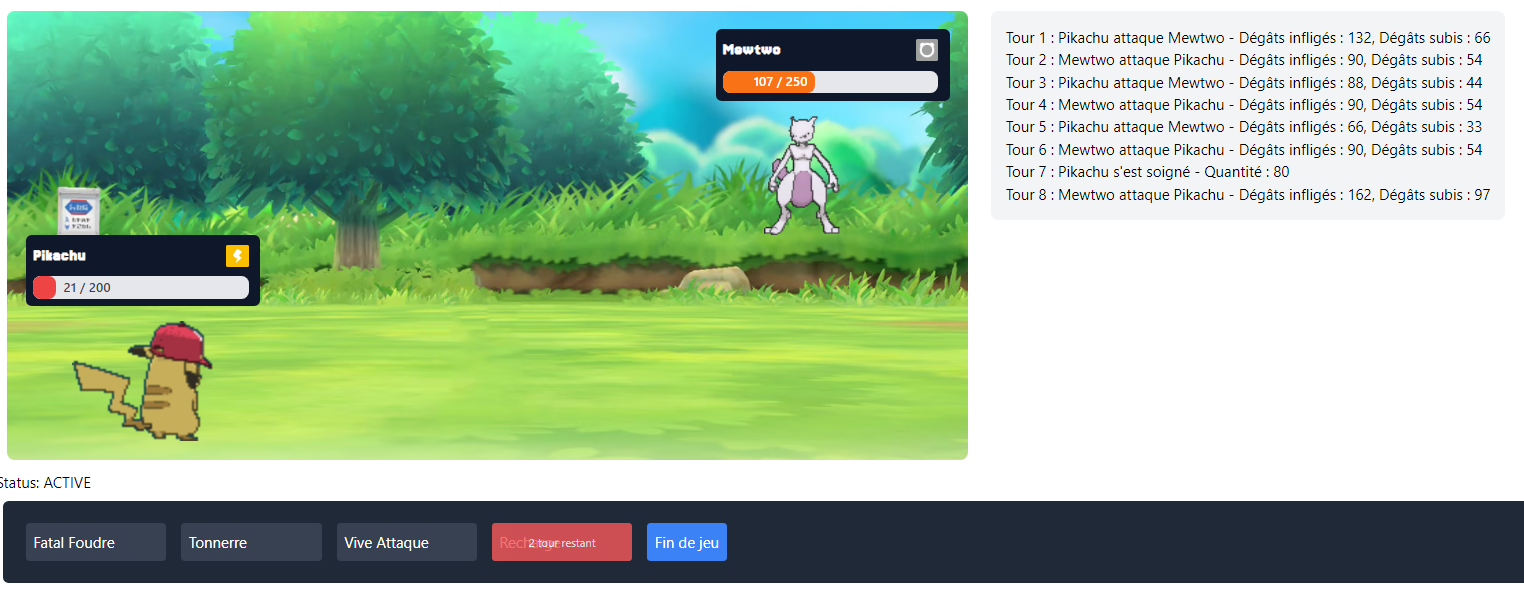 Mewtwo
107 / 250
Pikachu
21 / 200
Tour 1 : Pikachu attaque Mewtwo - Dégâts infligés : 132, Dégâts subis : 66
Tour 2 : Mewtwo attaque Pikachu - Dégâts infligés : 90, Dégâts subis : 54
Tour 3 : Pikachu attaque Mewtwo - Dégâts infligés : 88, Dégâts subis : 44
Tour 4 : Mewtwo attaque Pikachu - Dégâts infligés : 90, Dégâts subis : 54
Tour 5 : Pikachu attaque Mewtwo - Dégâts infligés : 66, Dégâts subis : 33
Tour 6 : Mewtwo attaque Pikachu - Dégâts infligés : 90, Dégâts subis : 54
Tour 7 : Pikachu s'est soigné - Quantité : 80
Tour 8 : Mewtwo attaque Pikachu - Dégâts infligés : 162, Dégâts subis : 97
Status: ACTIVE
Fatal Foudre
Tonnerre
Vive Attaque
2 tour restant
Fin de jeu